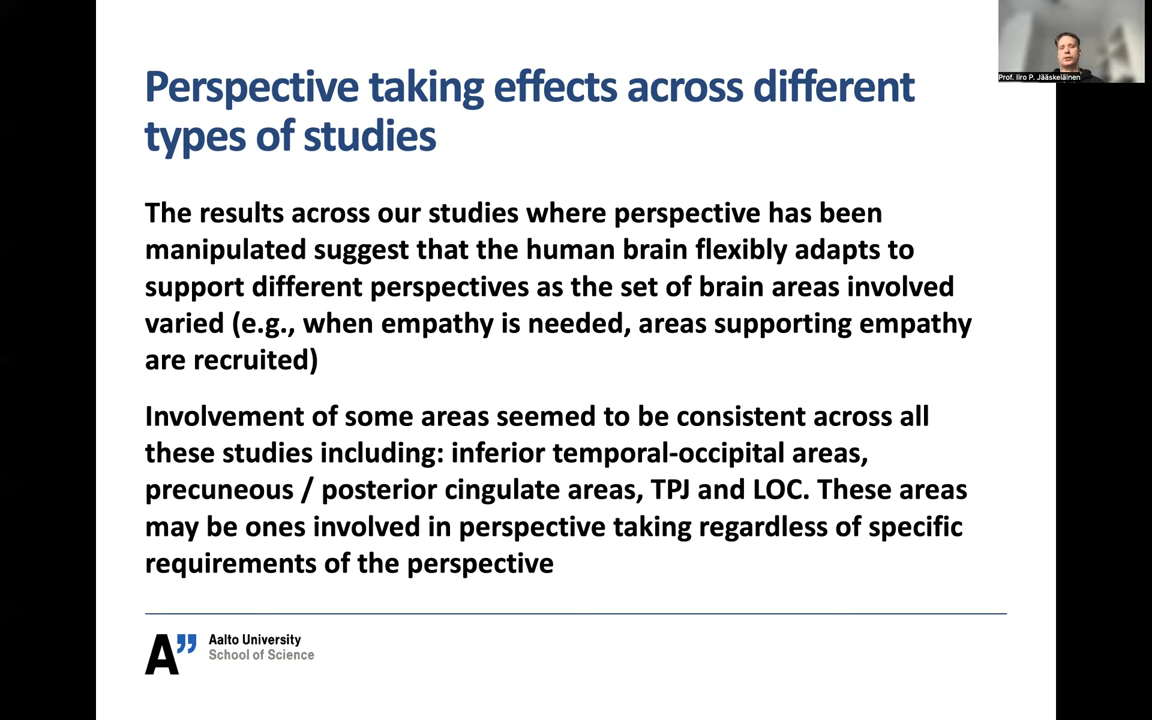 Prof. Iiro P. Jääskeläinen
Perspective taking effects across different
types of studies
The results across our studies where perspective has been
manipulated suggest that the human brain flexibly adapts to
support different perspectives as the set of brain areas involved
varied (e.g., when empathy is needed, areas supporting empathy
are recruited)
Involvement of some areas seemed to be consistent across all
these studies including: inferior temporal-occipital areas,
precuneous / posterior cingulate areas, TPJ and LOC. These areas
may be ones involved in perspective taking regardless of specific
requirements of the perspective
A”
Aalto University
School of Science